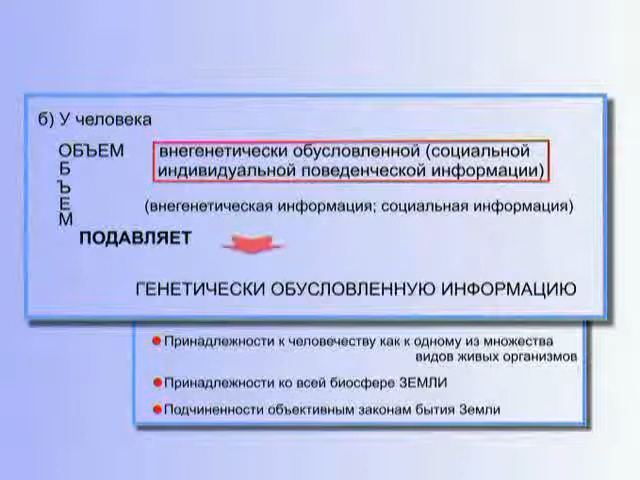 б) У человека
ОБЪЕМ
Б
Ъ
Е
М
внегенетически обусловленной (социальной
индивидуальной поведенческой информации)
(внегенетическая информация; социальная информация)
ПОДАВЛЯЕТ
ГЕНЕТИЧЕСКИ ОБУСЛОВЛЕННУЮ ИНФОРМАЦИЮ
Принадлежности к человечеству как к одному из множества
видов живых организмов
Принадлежности ко всей биосфере ЗЕМЛИ
Подчиненности объективным законам бытия Земли